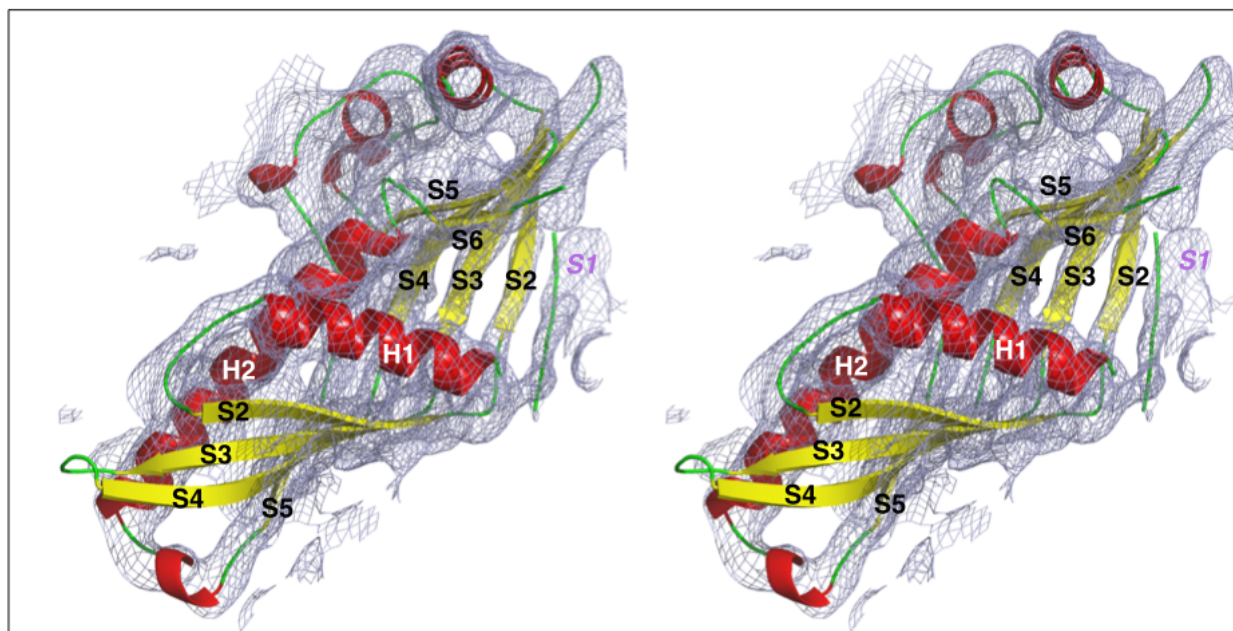 S5 S5
S6 S6
S4 S3 S2 S1 S4 S3 S2 S1
H1 H1
H2 H2
S2 S2
S3 S3
S4 S5 S4 S5